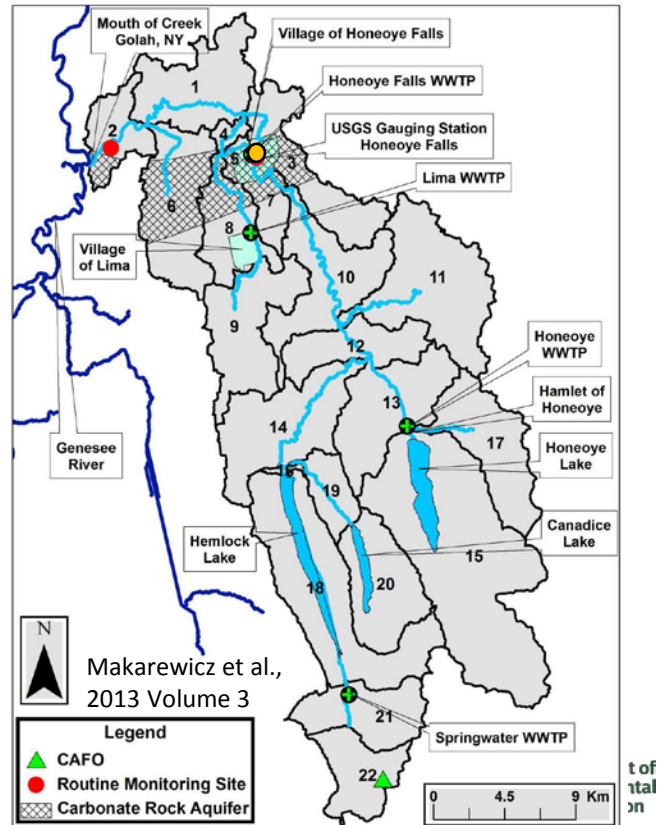 Mouth of Creek
Golah, NY
Village of Honeoye Falls
Honeoye Falls WWTP
USGS Gauging Station
Honeoye Falls
Lima WWTP
1
2
3
4
5
6
7
8
Village
of Lima
9
10
11
12
Honeoye
WWTP
Hamlet of
Honeoye
13
14
17
Genesee
River
Honeoye
Lake
16
19
Hemlock
Lake
Canadice
Lake
15
18
20
N
Makarewicz et al.,
2013 Volume 3
21
Springwater WWTP
22
Legend
CAFO
Routine Monitoring Site
Carbonate Rock Aquifer
0 4.5 9 Km
t of
ntal
on